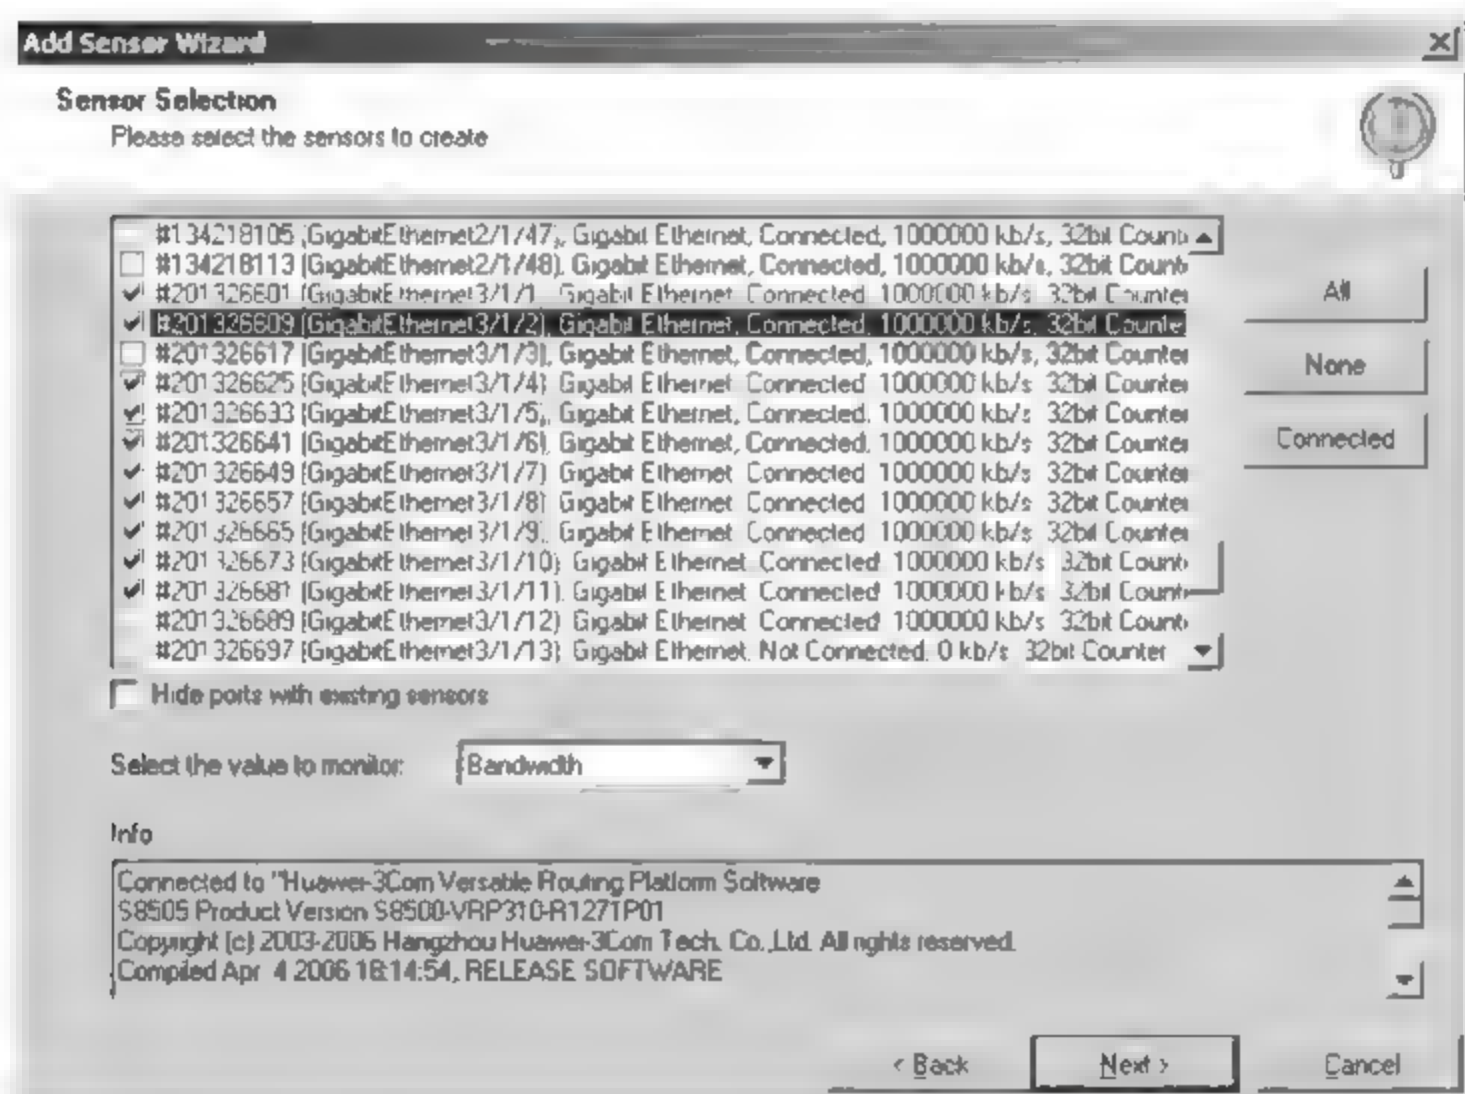 Add Sensor Wizard
Sensor Selection
Please select the sensors to create
#134218105 (GigabitEthernet2/1/47), Gigabit Ethernet, Connected, 1000000 kb/s, 32bit Count
#134218113 (GigabitEthernet2/1/48), Gigabit Ethernet, Connected, 1000000 kb/s, 32bit Count
#201326601 (GigabitEthernet3/1/1), Gigabit Ethernet, Connected, 1000000 kb/s, 32bit Counter
#201326609 (GigabitEthernet3/1/2), Gigabit Ethernet, Connected, 1000000 kb/s, 32bit Counter
#201326617 (GigabitEthernet3/1/3), Gigabit Ethernet, Connected, 1000000 kb/s, 32bit Counter
#201326625 (GigabitEthernet3/1/4), Gigabit Ethernet, Connected, 1000000 kb/s, 32bit Counter
#201326633 (GigabitEthernet3/1/5), Gigabit Ethernet, Connected, 1000000 kb/s, 32bit Counter
#201326641 (GigabitEthernet3/1/6), Gigabit Ethernet, Connected, 1000000 kb/s, 32bit Counter
#201326649 (GigabitEthernet3/1/7), Gigabit Ethernet, Connected, 1000000 kb/s, 32bit Counter
#201326657 (GigabitEthernet3/1/8), Gigabit Ethernet, Connected, 1000000 kb/s, 32bit Counter
#201326665 (GigabitEthernet3/1/9), Gigabit Ethernet, Connected, 1000000 kb/s, 32bit Counter
#201326673 (GigabitEthernet3/1/10), Gigabit Ethernet, Connected, 1000000 kb/s, 32bit Count
#201326681 (GigabitEthernet3/1/11), Gigabit Ethernet, Connected, 1000000 kb/s, 32bit Count
#201326689 (GigabitEthernet3/1/12), Gigabit Ethernet, Connected, 1000000 kb/s, 32bit Count
#201326697 (GigabitEthernet3/1/13), Gigabit Ethernet, Not Connected, 0 kb/s, 32bit Counter
All
None
Connected
Hide ports with existing sensors
Select the value to monitor: Bandwidth
Info
Connected to "Huawei-3Com Versatile Routing Platform Software
S8505 Product Version S8500-VRP310-R1271P01
Copyright (c) 2003-2006 Hangzhou Huawei-3Com Tech. Co.,Ltd. All rights reserved.
Compiled Apr 4 2006 18:14:54, RELEASE SOFTWARE
< Back Next > Cancel